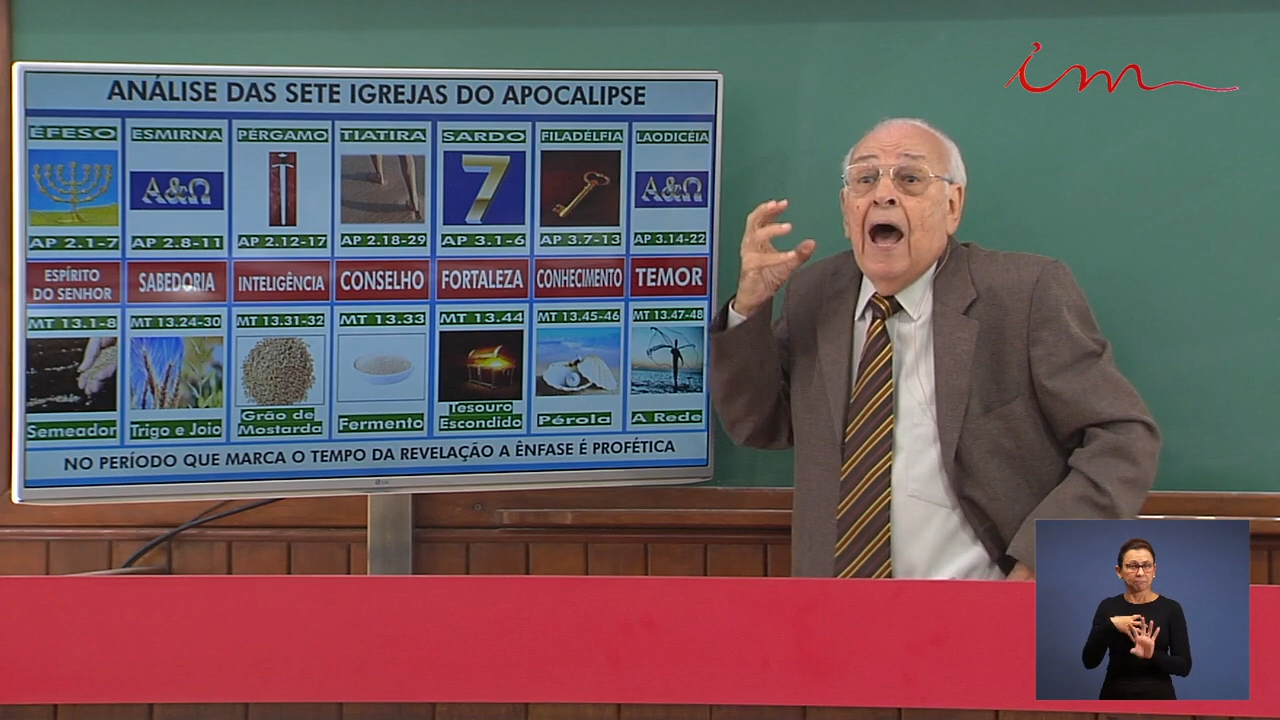 im
ANÁLISE DAS SETE IGREJAS DO APOCALIPSE
ÉFESO ESMIRNA PÉRGAMO TIATIRA SARDO FILADÉLFIA LAODICÉIA
A&Ω 7 A&Ω
AP 2.1-7 AP 2.8-11 AP 2.12-17 AP 2.18-29 AP 3.1-6 AP 3.7-13 AP 3.14-22
ESPÍRITO DO SENHOR SABEDORIA INTELIGÊNCIA CONSELHO FORTALEZA CONHECIMENTO TEMOR
MT 13.1-8 MT 13.24-30 MT 13.31-32 MT 13.33 MT 13.44 MT 13.45-46 MT 13.47-48
Semeador Trigo e Joio Grão de Mostarda Fermento Tesouro Escondido Pérola A Rede
NO PERÍODO QUE MARCA O TEMPO DA REVELAÇÃO A ÊNFASE É PROFÉTICA
LG